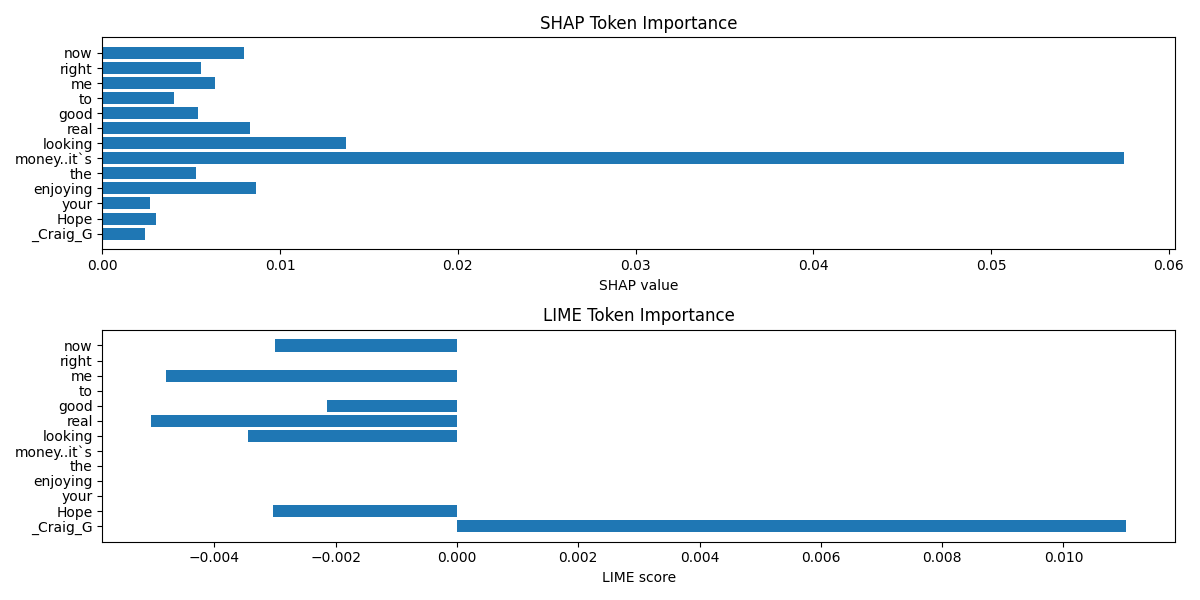 SHAP Token Importance
now
right
me
to
good
real
looking
money..it`s
the
enjoying
your
Hope
_Craig_G
0.00 0.01 0.02 0.03 0.04 0.05 0.06
SHAP value
LIME Token Importance
now
right
me
to
good
real
looking
money..it`s
the
enjoying
your
Hope
_Craig_G
−0.004 −0.002 0.000 0.002 0.004 0.006 0.008 0.010
LIME score